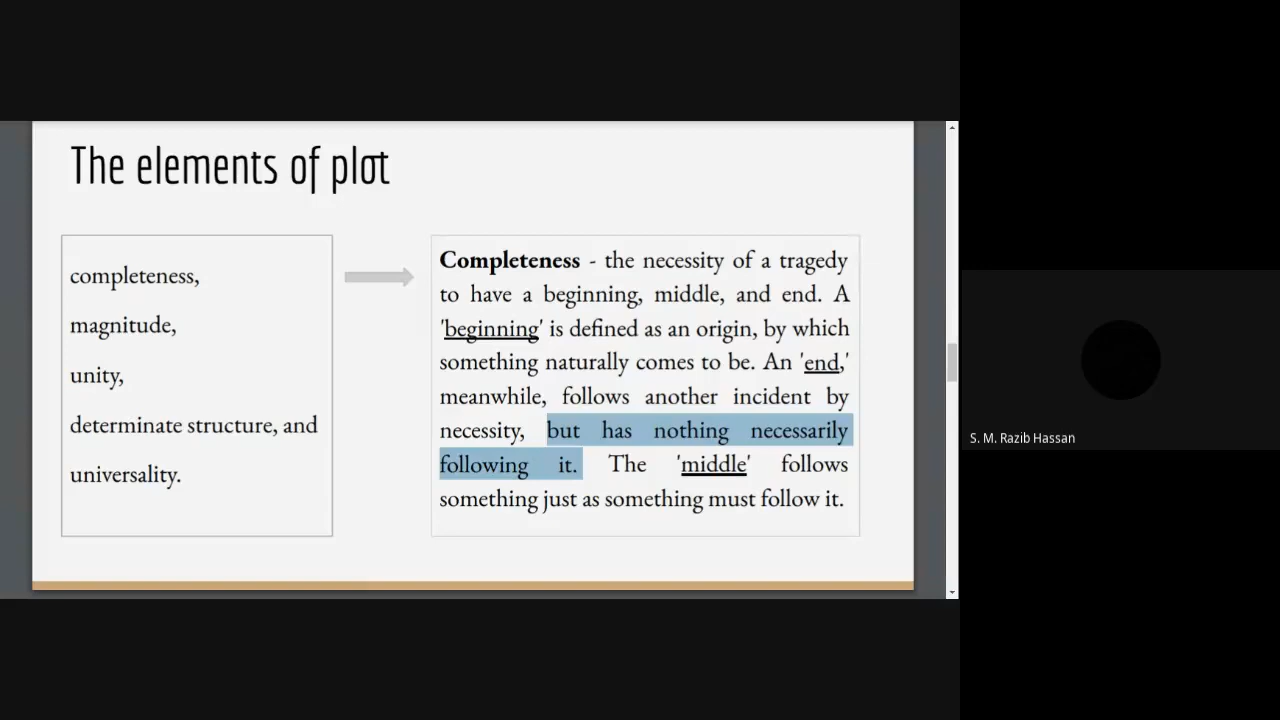 The elements of plot
completeness,
magnitude,
unity,
determinate structure, and
universality.
Completeness - the necessity of a tragedy
to have a beginning, middle, and end. A
'beginning' is defined as an origin, by which
something naturally comes to be. An 'end,'
meanwhile, follows another incident by
necessity, but has nothing necessarily
following it. The 'middle' follows
something just as something must follow it.
S. M. Razib Hassan